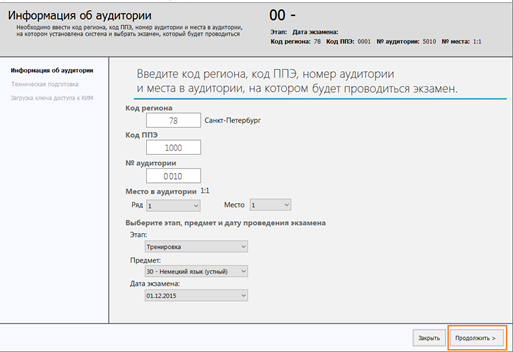 Информация об аудитории
Необходимо ввести код региона, код ППЭ, номер аудитории и места в аудитории,
на котором установлена система и выбрать экзамен, который будет проводиться
00 -
Этап: Дата экзамена:
Код региона: 78 Код ППЭ: 0001 № аудитории: 5010 № места: 1:1
Информация об аудитории
Техническая подготовка
Загрузка ключа доступа к КИМ
Введите код региона, код ППЭ, номер аудитории
и места в аудитории, на котором будет проводиться экзамен.
Код региона
78 Санкт-Петербург
Код ППЭ
1000
№ аудитории
0010
Место в аудитории 1:1
Ряд 1 Место 1
Выберите этап, предмет и дату проведения экзамена
Этап:
Тренировка
Предмет:
30 - Немецкий язык (устный)
Дата экзамена:
01.12.2015
Закрыть Продолжить >